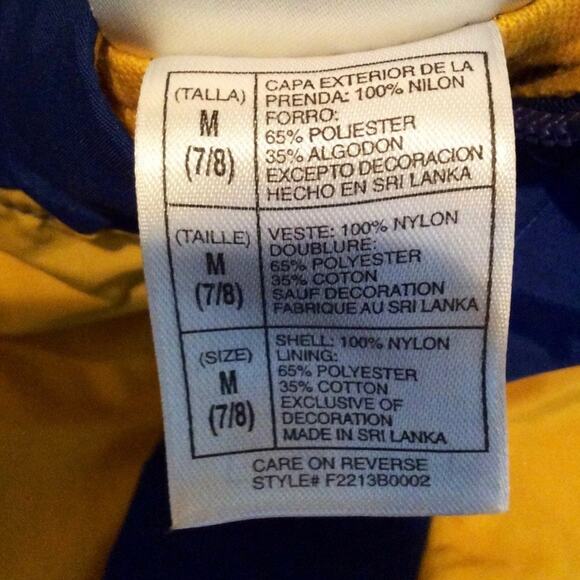 (TALLA)
M
(7/8)
CAPA EXTERIOR DE LA
PRENDA: 100% NILON
FORRO:
65% POLIESTER
35% ALGODON
EXCEPTO DECORACION
HECHO EN SRI LANKA
(TAILLE)
M
(7/8)
VESTE: 100% NYLON
DOUBLURE:
65% POLYESTER
35% COTON
SAUF DECORATION
FABRIQUE AU SRI LANKA
(SIZE)
M
(7/8)
SHELL: 100% NYLON
LINING:
65% POLYESTER
35% COTTON
EXCLUSIVE OF
DECORATION
MADE IN SRI LANKA
CARE ON REVERSE
STYLE# F2213B0002